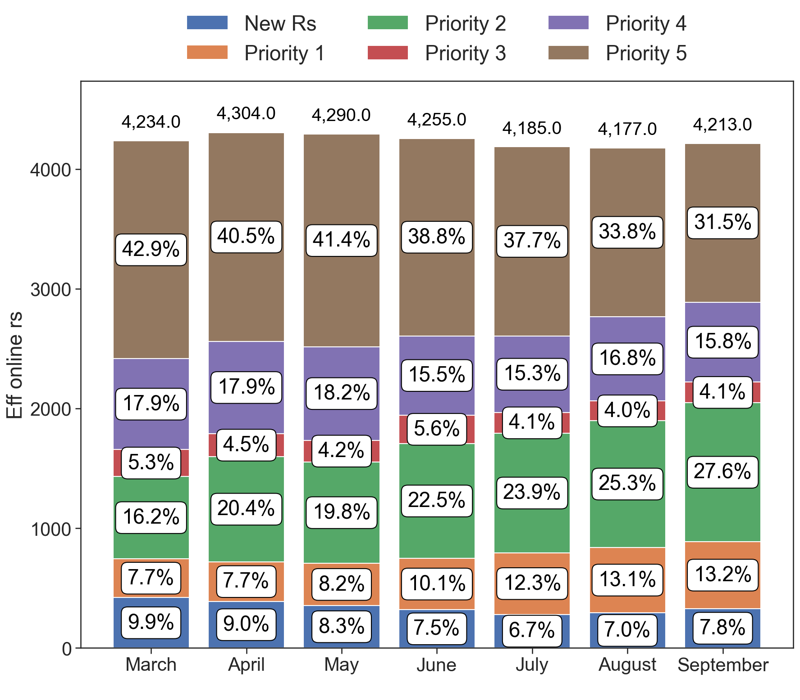 New Rs Priority 2 Priority 4
Priority 1 Priority 3 Priority 5
4,234.0 4,304.0 4,290.0 4,255.0 4,185.0 4,177.0 4,213.0
4000
3000
2000
1000
0
Eff online rs
42.9% 40.5% 41.4% 38.8% 37.7% 33.8% 31.5%
17.9% 17.9% 18.2% 15.5% 15.3% 16.8% 15.8%
5.3% 4.5% 4.2% 5.6% 4.1% 4.0% 4.1%
16.2% 20.4% 19.8% 22.5% 23.9% 25.3% 27.6%
7.7% 7.7% 8.2% 10.1% 12.3% 13.1% 13.2%
9.9% 9.0% 8.3% 7.5% 6.7% 7.0% 7.8%
March April May June July August September